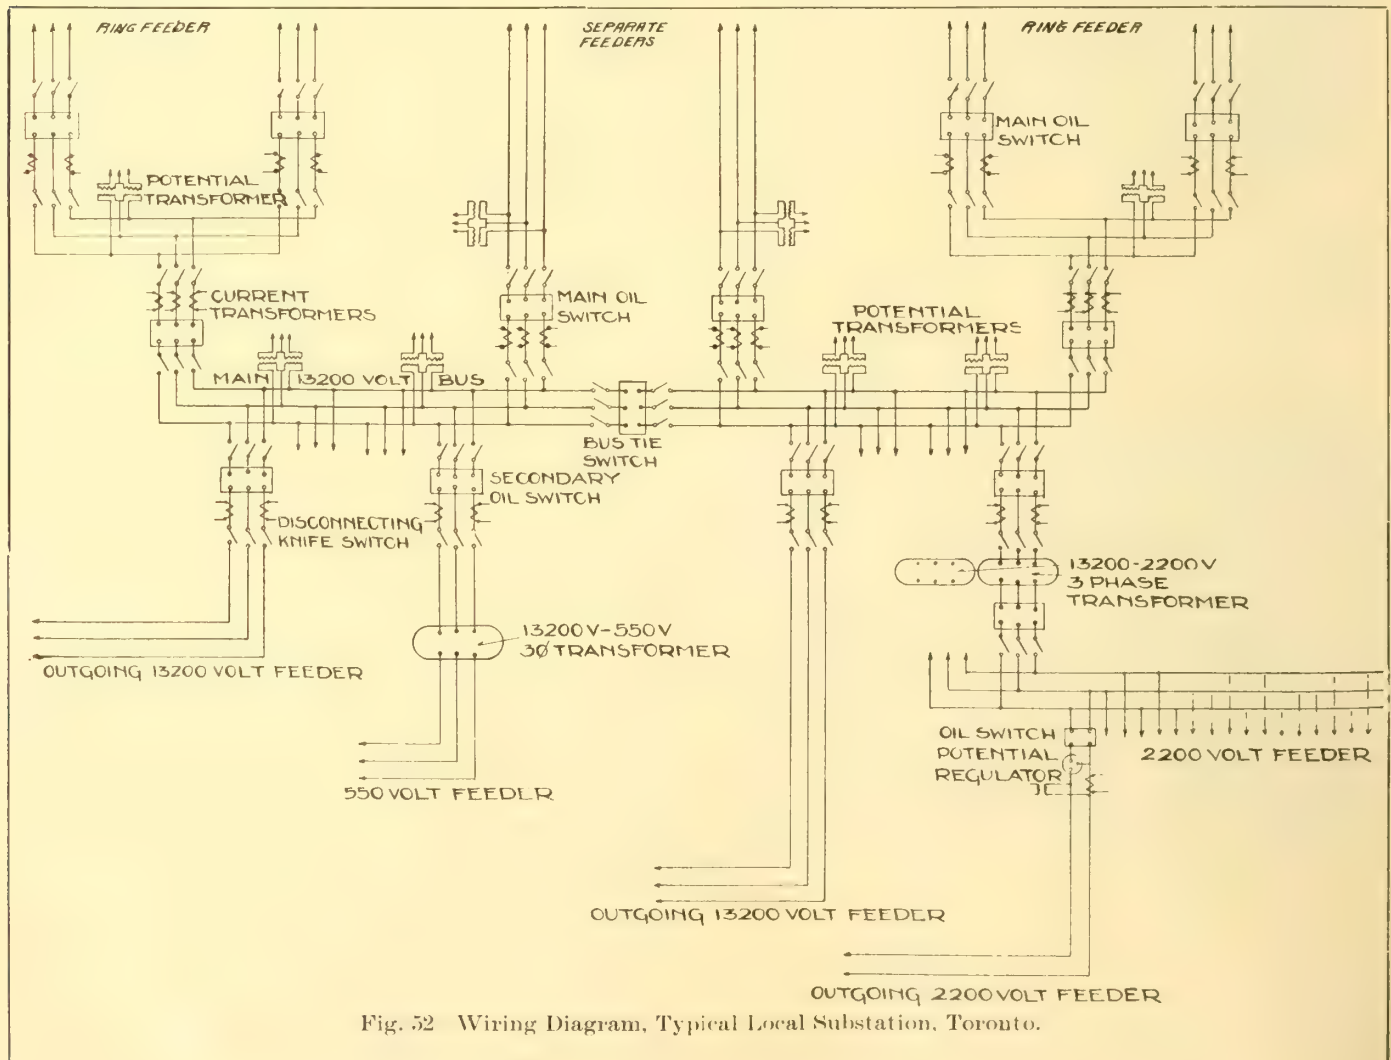 RING FEEDER
SEPARATE
FEEDERS
RING FEEDER
MAIN OIL
SWITCH
POTENTIAL
TRANSFORMER
CURRENT
TRANSFORMERS
MAIN OIL
SWITCH
POTENTIAL
TRANSFORMERS
MAIN 13200 VOLT BUS
BUS TIE
SWITCH
SECONDARY
OIL SWITCH
DISCONNECTING
KNIFE SWITCH
13200-2200V
3 PHASE
TRANSFORMER
13200V-550V
3Ø TRANSFORMER
OUTGOING 13200 VOLT FEEDER
OIL SWITCH
POTENTIAL
REGULATOR
2200 VOLT FEEDER
550 VOLT FEEDER
OUTGOING 13200 VOLT FEEDER
OUTGOING 2200 VOLT FEEDER
Fig. 52 Wiring Diagram, Typical Local Substation, Toronto.